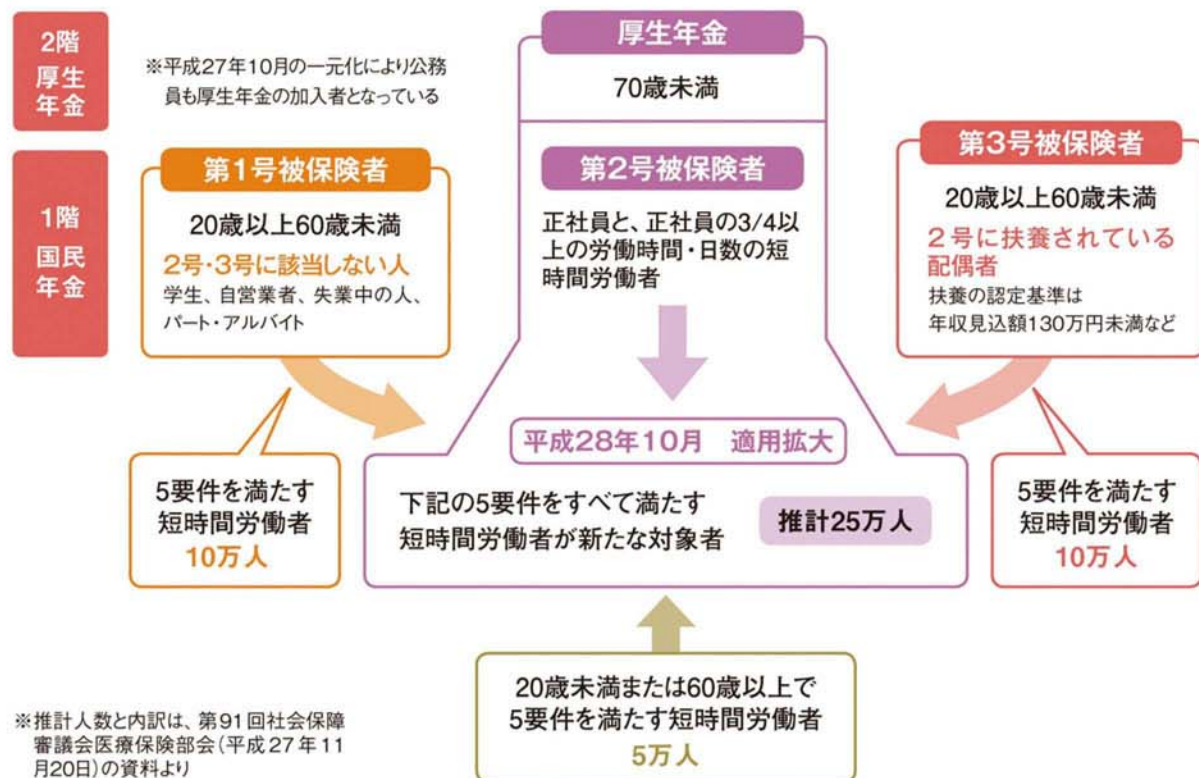 2階
厚生
年金
※平成27年10月の一元化により公務
員も厚生年金の加入者となっている
厚生年金
70歳未満
1階
国民
年金
第1号被保険者
20歳以上60歳未満
2号・3号に該当しない人
学生、自営業者、失業中の人、
パート・アルバイト
第2号被保険者
正社員と、正社員の3/4以
上の労働時間・日数の短
時間労働者
第3号被保険者
20歳以上60歳未満
2号に扶養されている
配偶者
扶養の認定基準は
年収見込額130万円未満など
平成28年10月 適用拡大
下記の5要件をすべて満たす
短時間労働者が新たな対象者
推計25万人
5要件を満たす
短時間労働者
10万人
5要件を満たす
短時間労働者
10万人
20歳未満または60歳以上で
5要件を満たす短時間労働者
5万人
※推計人数と内訳は、第91回社会保障
審議会医療保険部会(平成27年11
月20日)の資料より